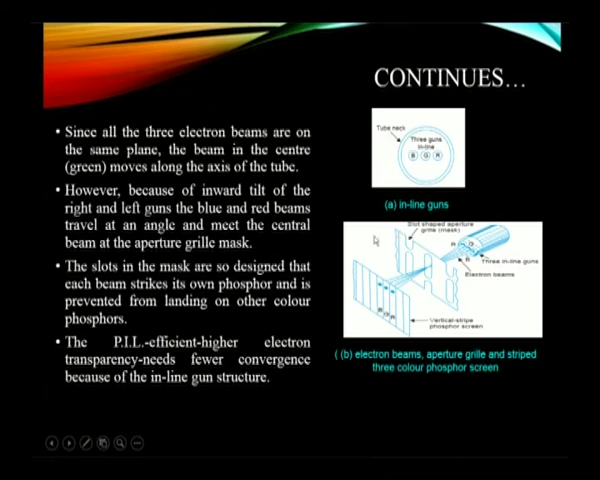 CONTINUES...
• Since all the three electron beams are on
the same plane, the beam in the centre
(green) moves along the axis of the tube.
• However, because of inward tilt of the
right and left guns the blue and red beams
travel at an angle and meet the central
beam at the aperture grille mask.
• The slots in the mask are so designed that
each beam strikes its own phosphor and is
prevented from landing on other colour
phosphors.
• The P.I.L.-efficient-higher electron
transparency-needs fewer convergence
because of the in-line gun structure.
Tube neck
Three guns
in-line
B G R
(a) in-line guns
Slot shaped aperture
grille (mask)
Three in-line guns
Electron beams
B G R
Vertical-stripe
phosphor screen
( (b) electron beams, aperture grille and striped
three colour phosphor screen